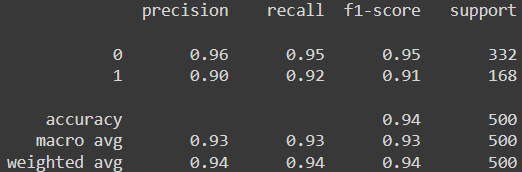 precision recall f1-score support
0 0.96 0.95 0.95 332
1 0.90 0.92 0.91 168
accuracy 0.94 500
macro avg 0.93 0.93 0.93 500
weighted avg 0.94 0.94 0.94 500